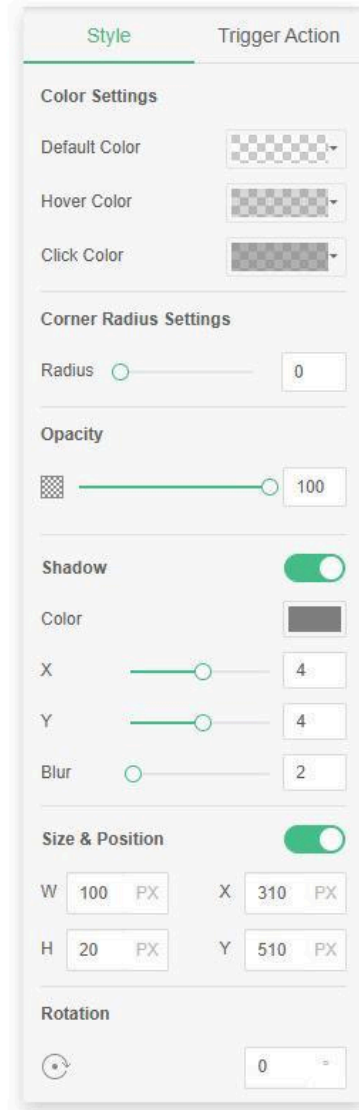 Style Trigger Action
Color Settings
Default Color
Hover Color
Click Color
Corner Radius Settings
Radius 0
Opacity
100
Shadow
Color
X 4
Y 4
Blur 2
Size & Position
W 100 PX X 310 PX
H 20 PX Y 510 PX
Rotation
0 °